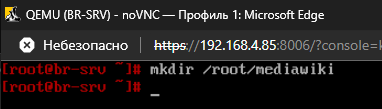 QEMU (BR-SRV) - noVNC — Профиль 1: Microsoft Edge
Небезопасно https://192.168.4.85:8006/?console=k
[root@BR-srv ~]# mkdir /root/mediawiki
[root@BR-srv ~]# _